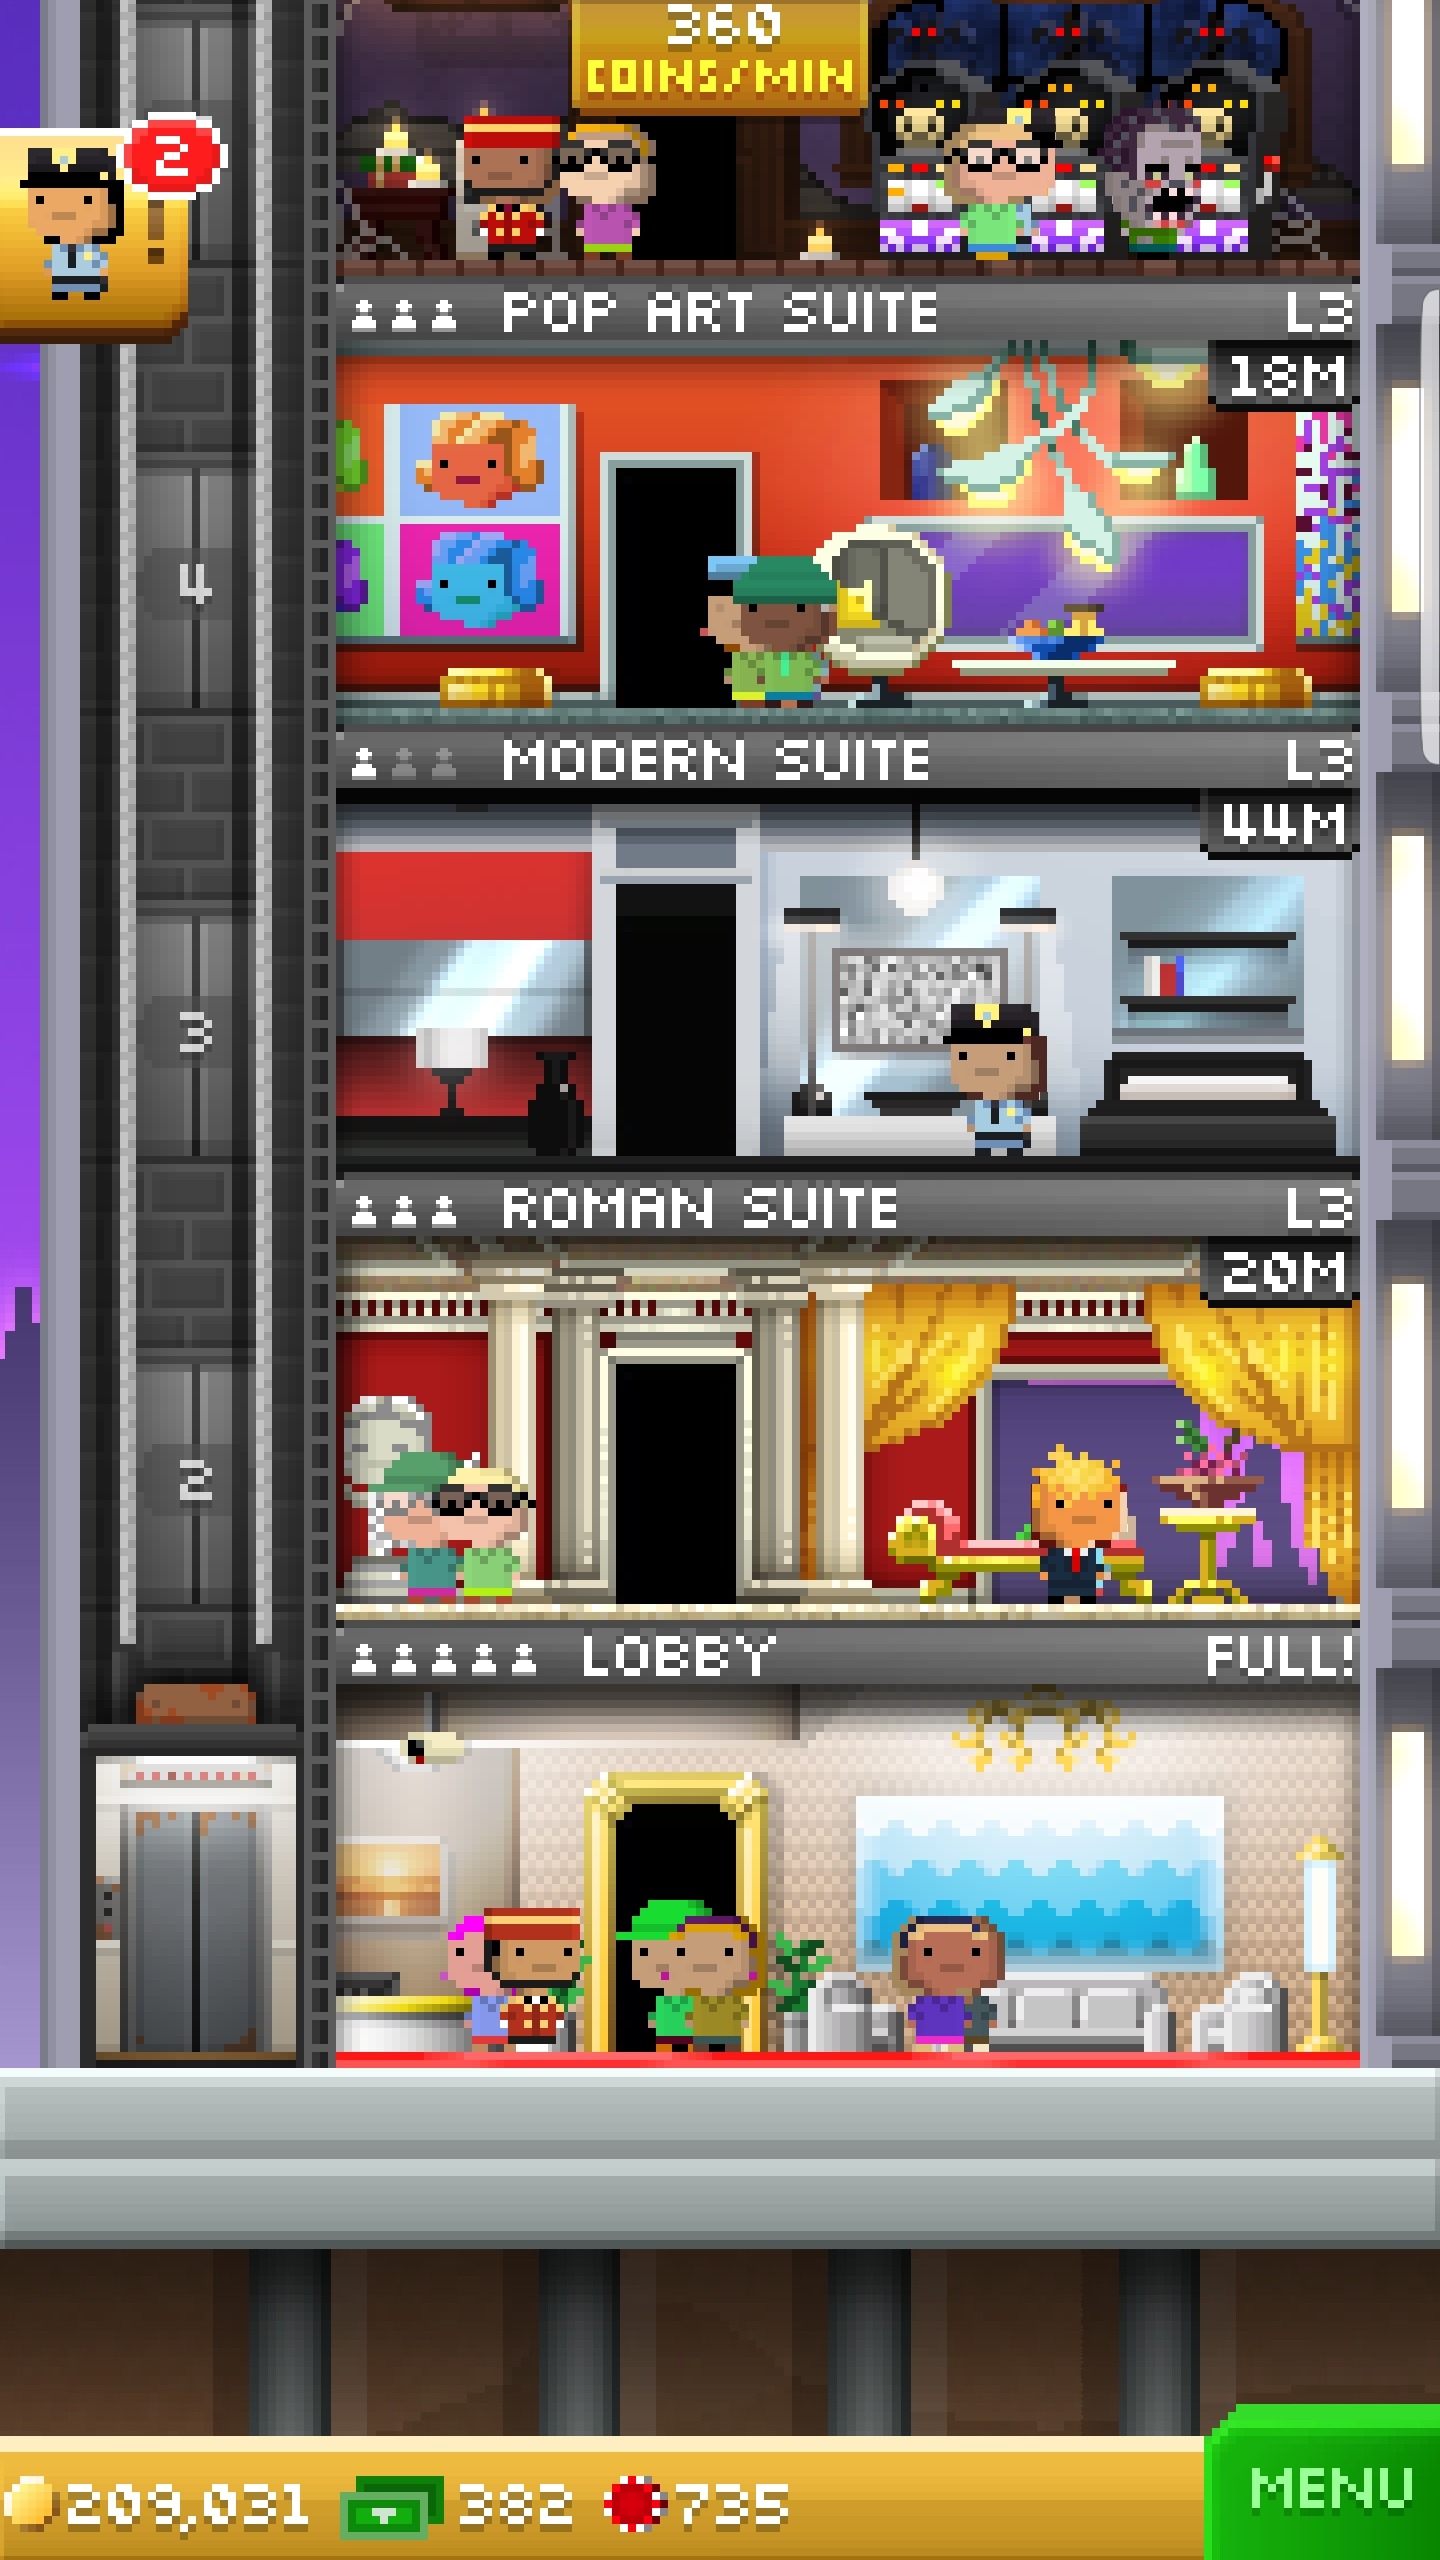 360
COINS/MIN
2
!
POP ART SUITE L3
18M
4
MODERN SUITE L3
44M
3
ROMAN SUITE L3
20M
2
LOBBY FULL!
209,031 382 735
MENU